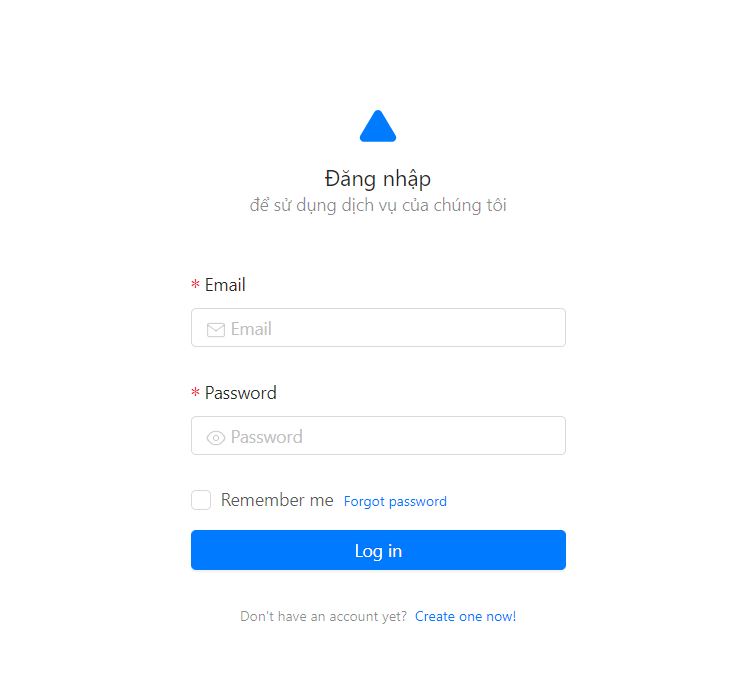 Đăng nhập
để sử dụng dịch vụ của chúng tôi
* Email
Email
* Password
Password
Remember me Forgot password
Log in
Don't have an account yet? Create one now!